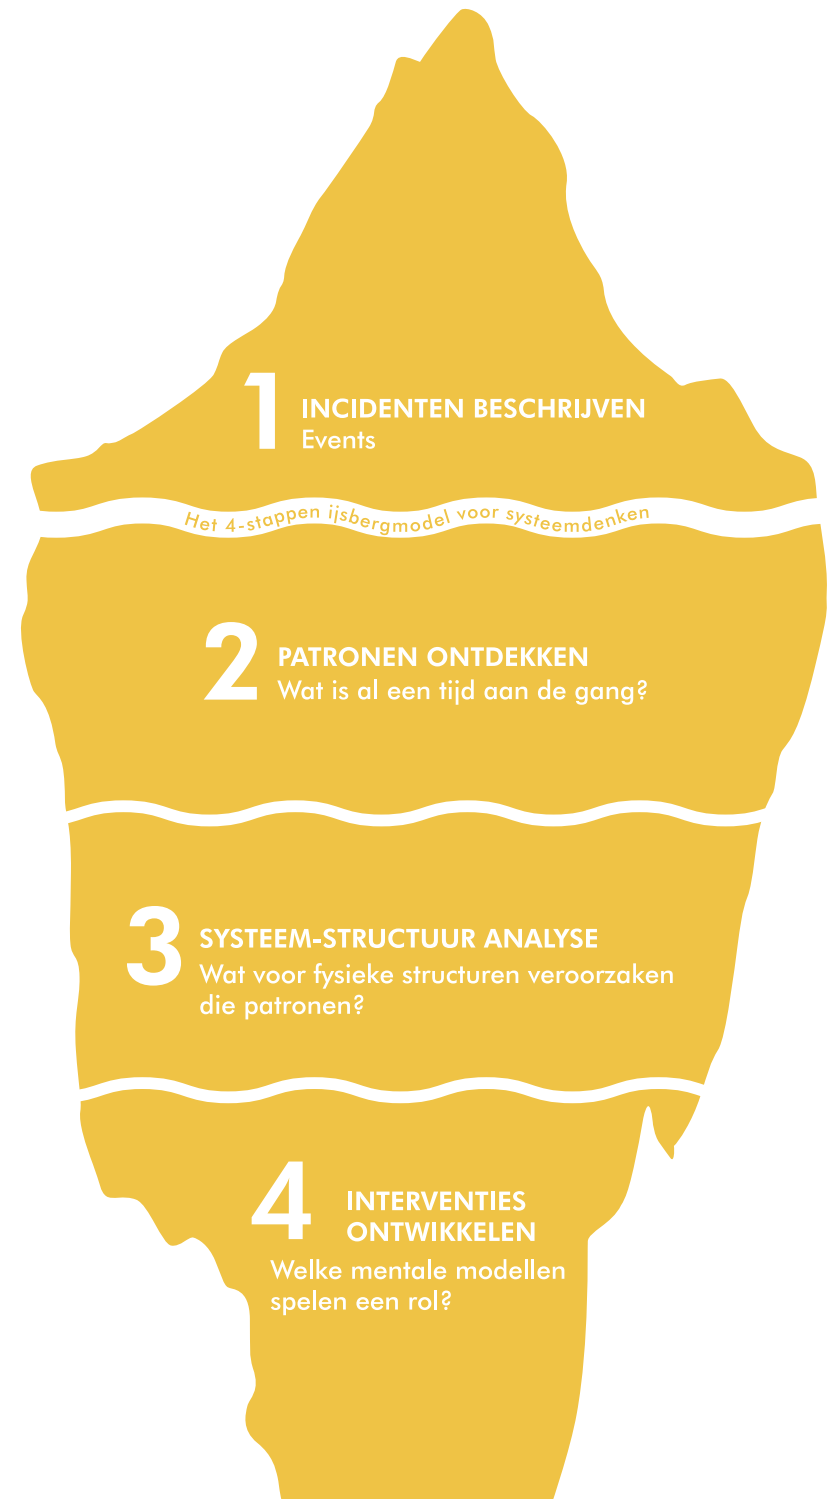 1
INCIDENTEN BESCHRIJVEN
Events
Het 4-stappen ijsbergmodel voor systeemdenken
2
PATRONEN ONTDEKKEN
Wat is al een tijd aan de gang?
3
SYSTEEM-STRUCTUUR ANALYSE
Wat voor fysieke structuren veroorzaken
die patronen?
4
INTERVENTIES
ONTWIKKELEN
Welke mentale modellen
spelen een rol?